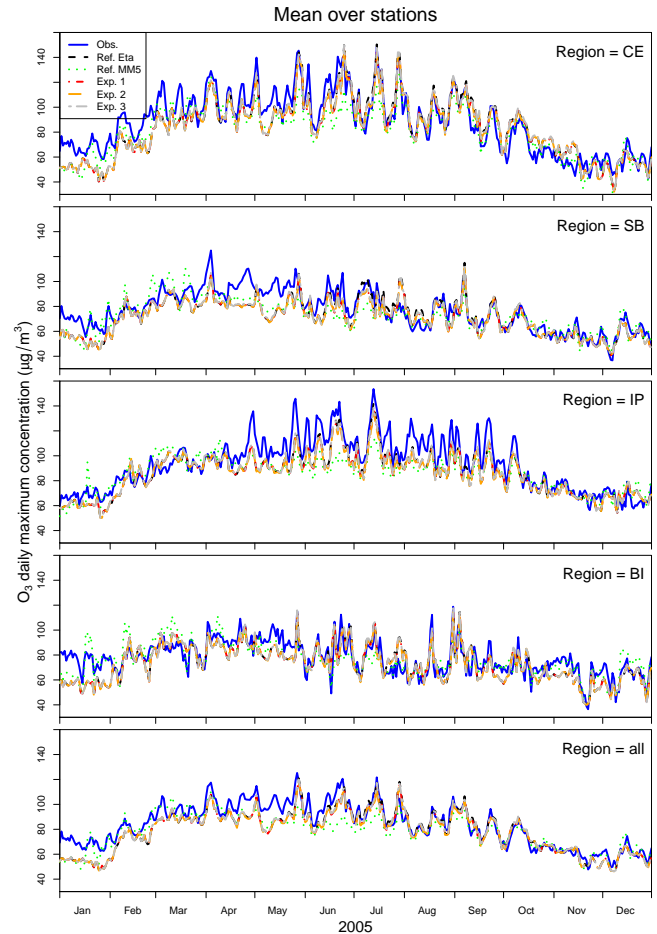 Mean over stations
Obs.
Ref. Eta
Ref. MM5
Exp. 1
Exp. 2
Exp. 3
Region = CE
40 60 80 100 140
Region = SB
40 60 80 100 140
Region = IP
40 60 80 100 140
Region = BI
40 60 80 100 140
Region = all
40 60 80 100 140
O3 daily maximum concentration (µg/m3)
Jan Feb Mar Apr May Jun Jul Aug Sep Oct Nov Dec
2005